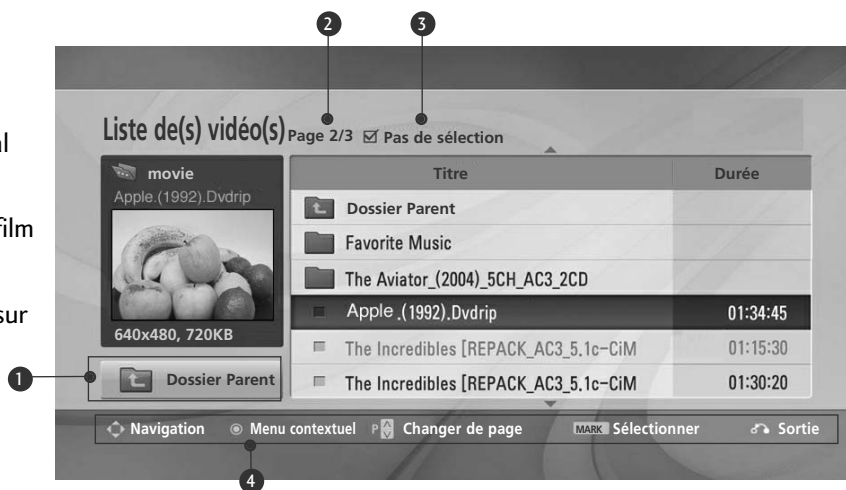 2 3
Liste de(s) vidéo(s) Page 2/3 ☑ Pas de sélection
al
film
sur
movie
Apple.(1992).Dvdrip
640x480, 720KB
1
Dossier Parent
Titre Durée
Dossier Parent
Favorite Music
The Aviator_(2004)_5CH_AC3_2CD
Apple.(1992).Dvdrip 01:34:45
The Incredibles [REPACK_AC3_5.1c-CiM 01:15:30
The Incredibles [REPACK_AC3_5.1c-CiM 01:30:20
Navigation Menu contextuel P Changer de page MARK Sélectionner Sortie
4